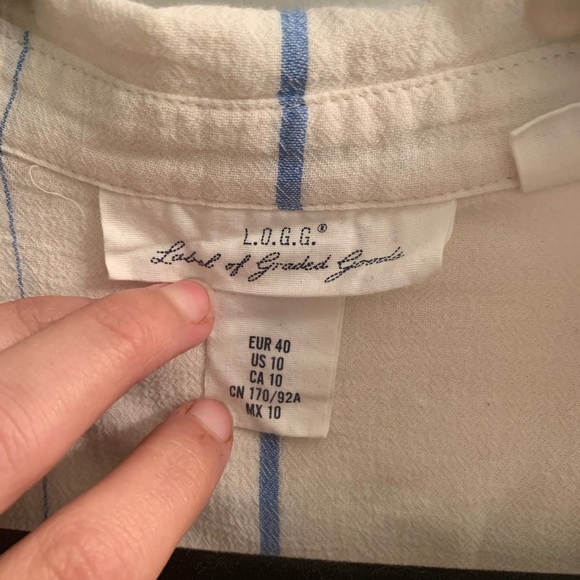 L.O.G.G.®
Label of Graded Goods
EUR 40
US 10
CA 10
CN 170/92A
MX 10